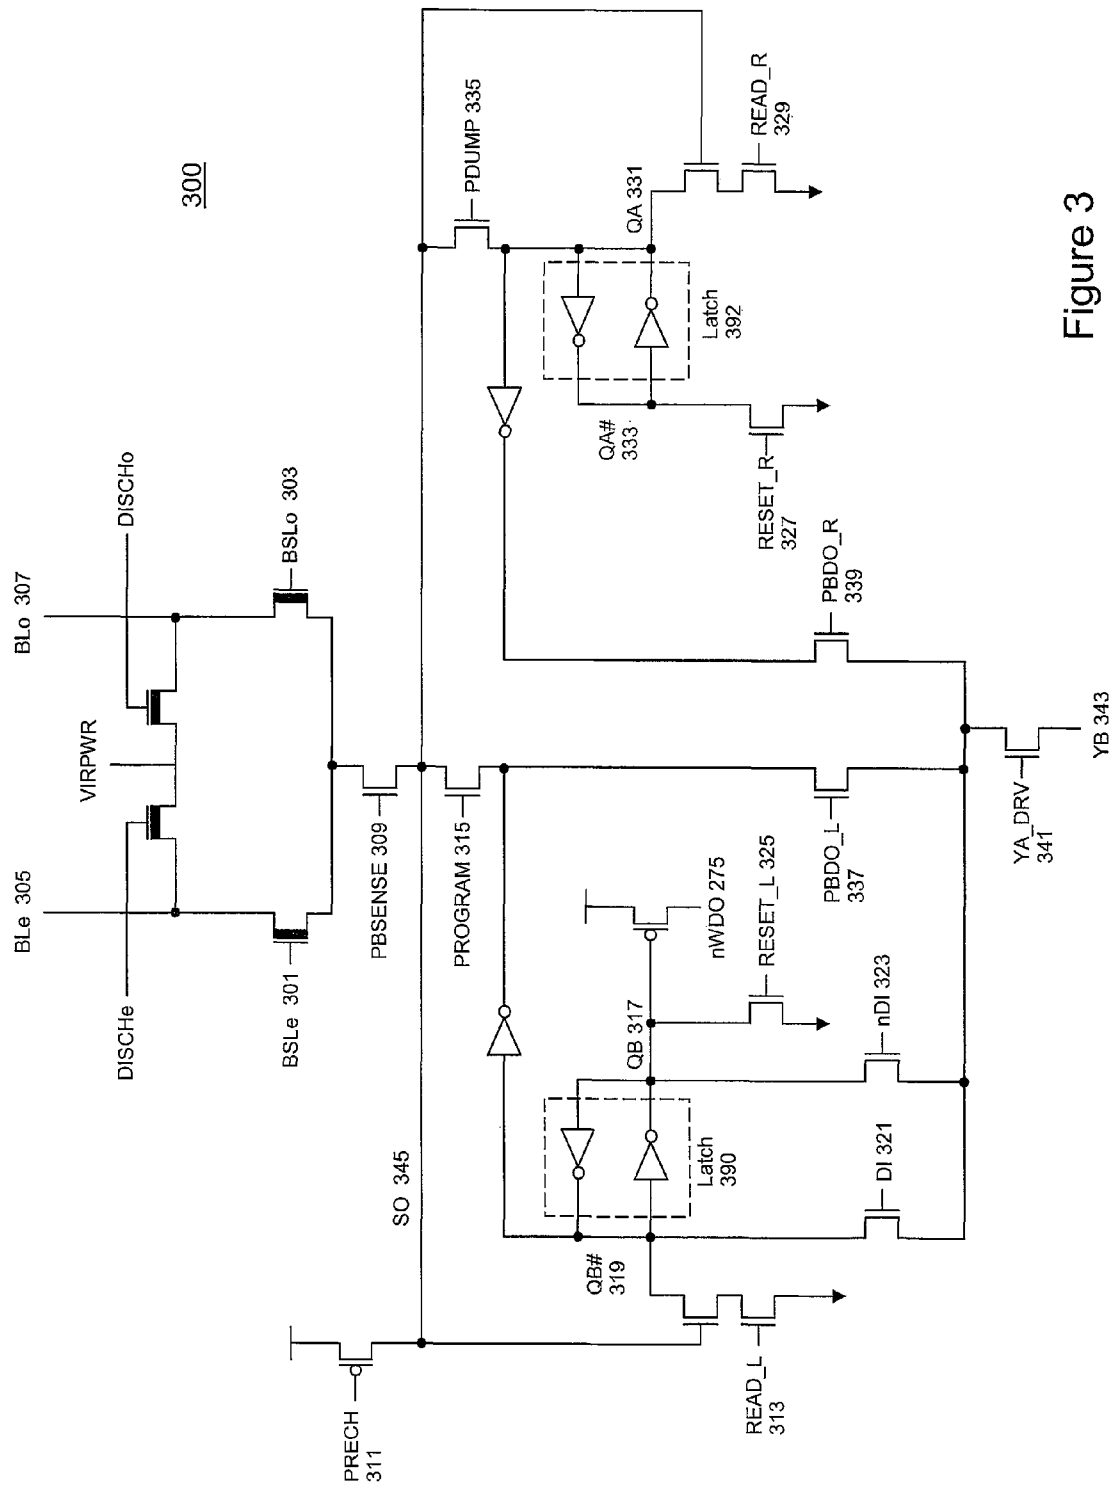 300
BLe 305
BLo 307
VIRPWR
DISCHe
DISCHo
BSLe 301
BSLo 303
PBSENSE 309
PRECH
311
SO 345
PROGRAM 315
PDUMP 335
QB#
319
Latch
390
QB 317
nWDO 275
RESET_L 325
READ_L
313
DI 321
nDI 323
PBDO_L
337
PBDO_R
339
QA#
333
Latch
392
QA 331
RESET_R
327
READ_R
329
YA_DRV
341
YB 343
Figure 3